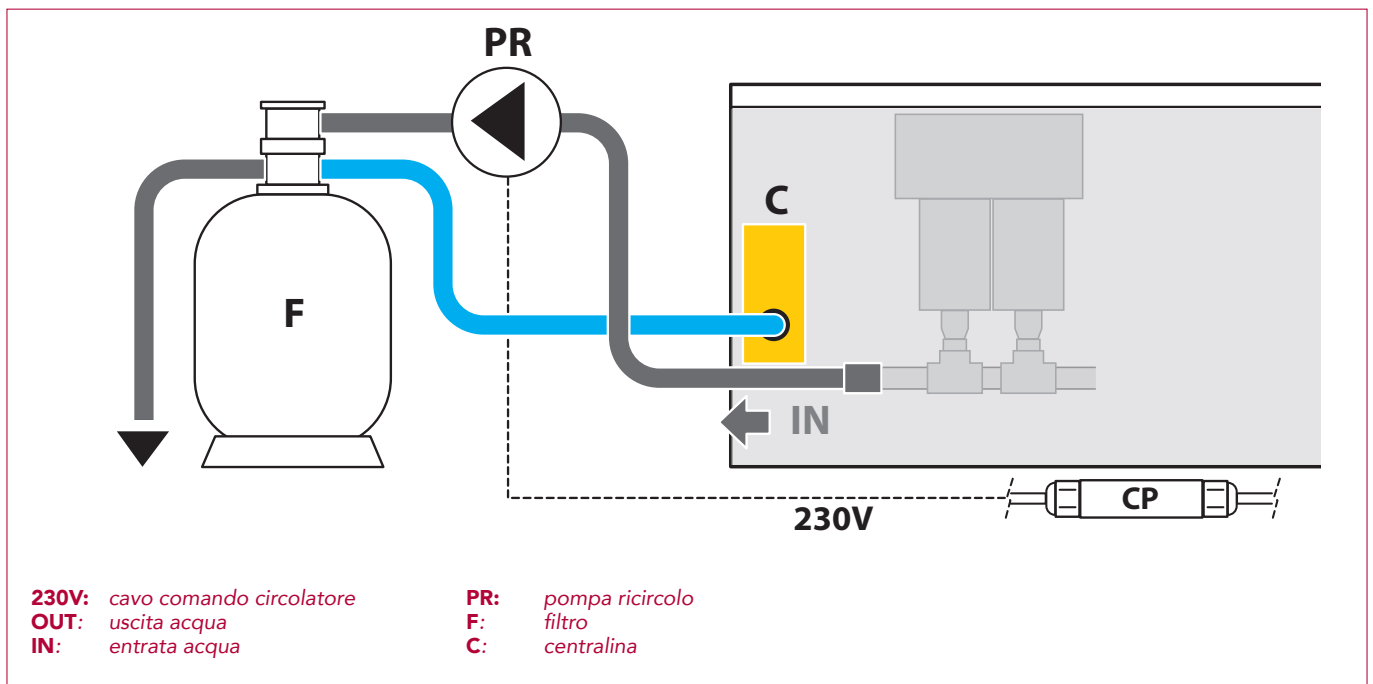 PR
C
F
IN
230V
CP
230V: cavo comando circolatore
OUT: uscita acqua
IN: entrata acqua
PR: pompa ricircolo
F: filtro
C: centralina